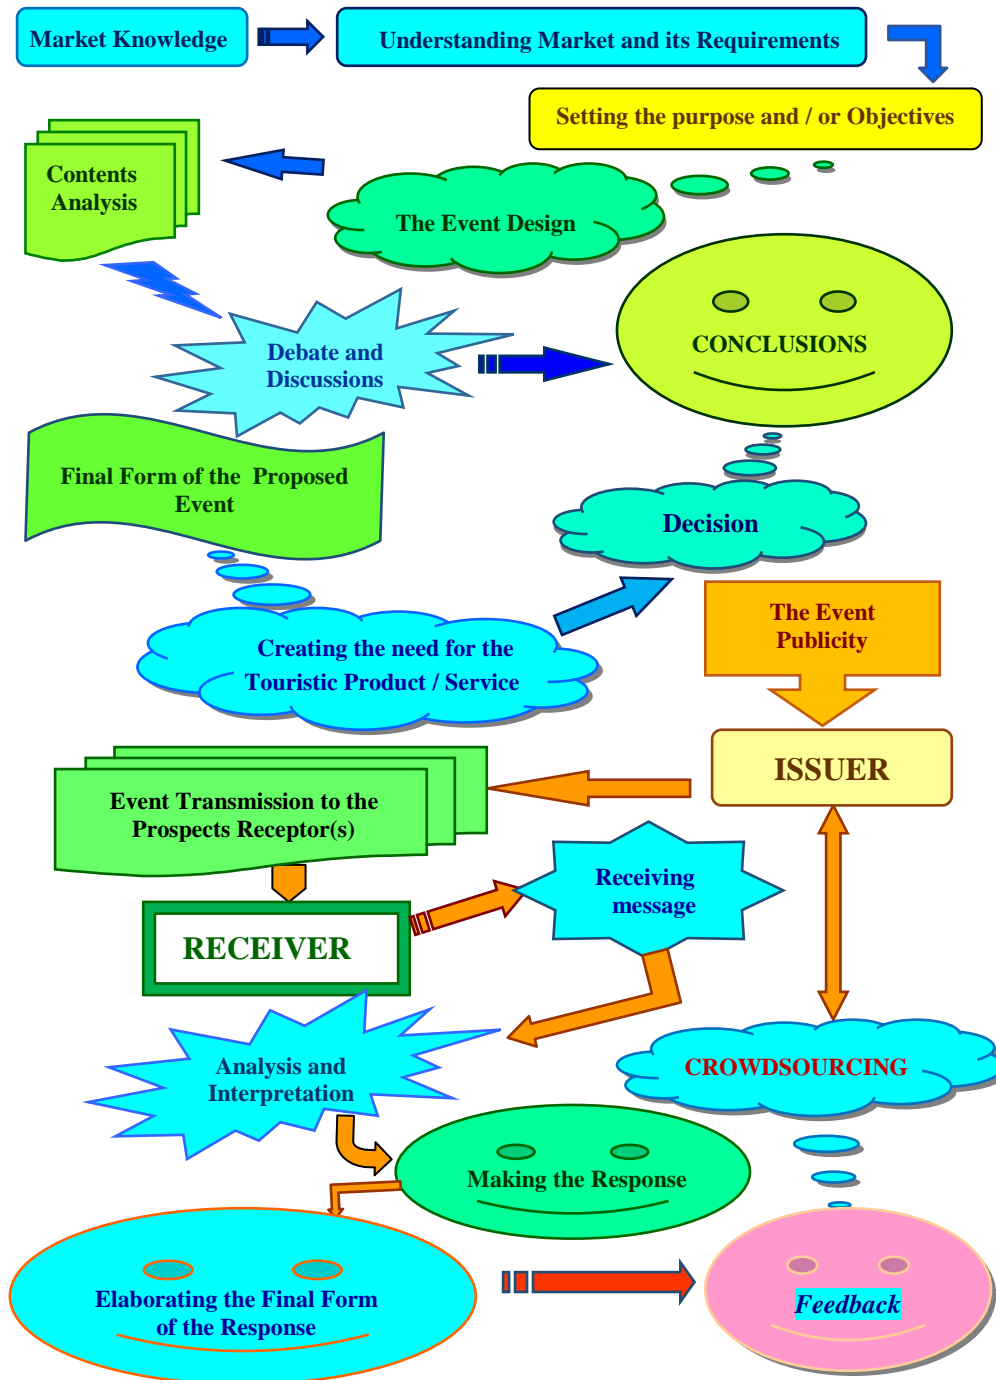 Market Knowledge
Understanding Market and its Requirements
Setting the purpose and / or Objectives
Contents
Analysis
The Event Design
Debate and
Discussions
CONCLUSIONS
Final Form of the Proposed
Event
Decision
Creating the need for the
Touristic Product / Service
The Event
Publicity
ISSUER
Event Transmission to the
Prospects Receptor(s)
Receiving
message
RECEIVER
Analysis and
Interpretation
CROWDSOURCING
Making the Response
Elaborating the Final Form
of the Response
Feedback